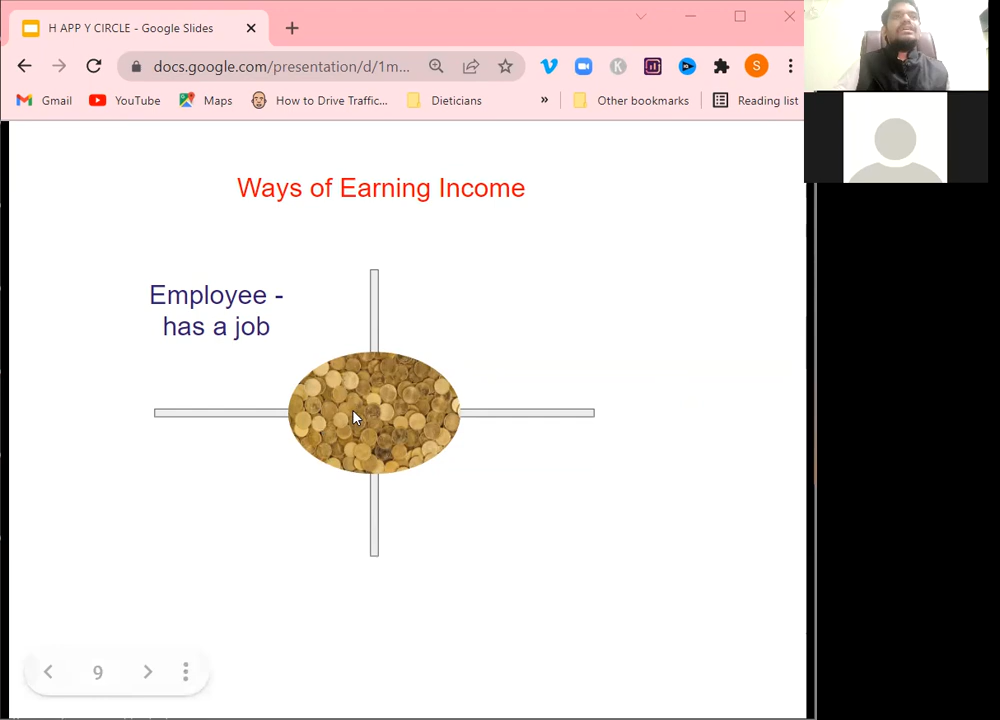 H APP Y CIRCLE - Google Slides
docs.google.com/presentation/d/1m...
S
Gmail
YouTube
Maps
How to Drive Traffic...
Dieticians
»
Other bookmarks
Reading list
Ways of Earning Income
Employee -
has a job
9